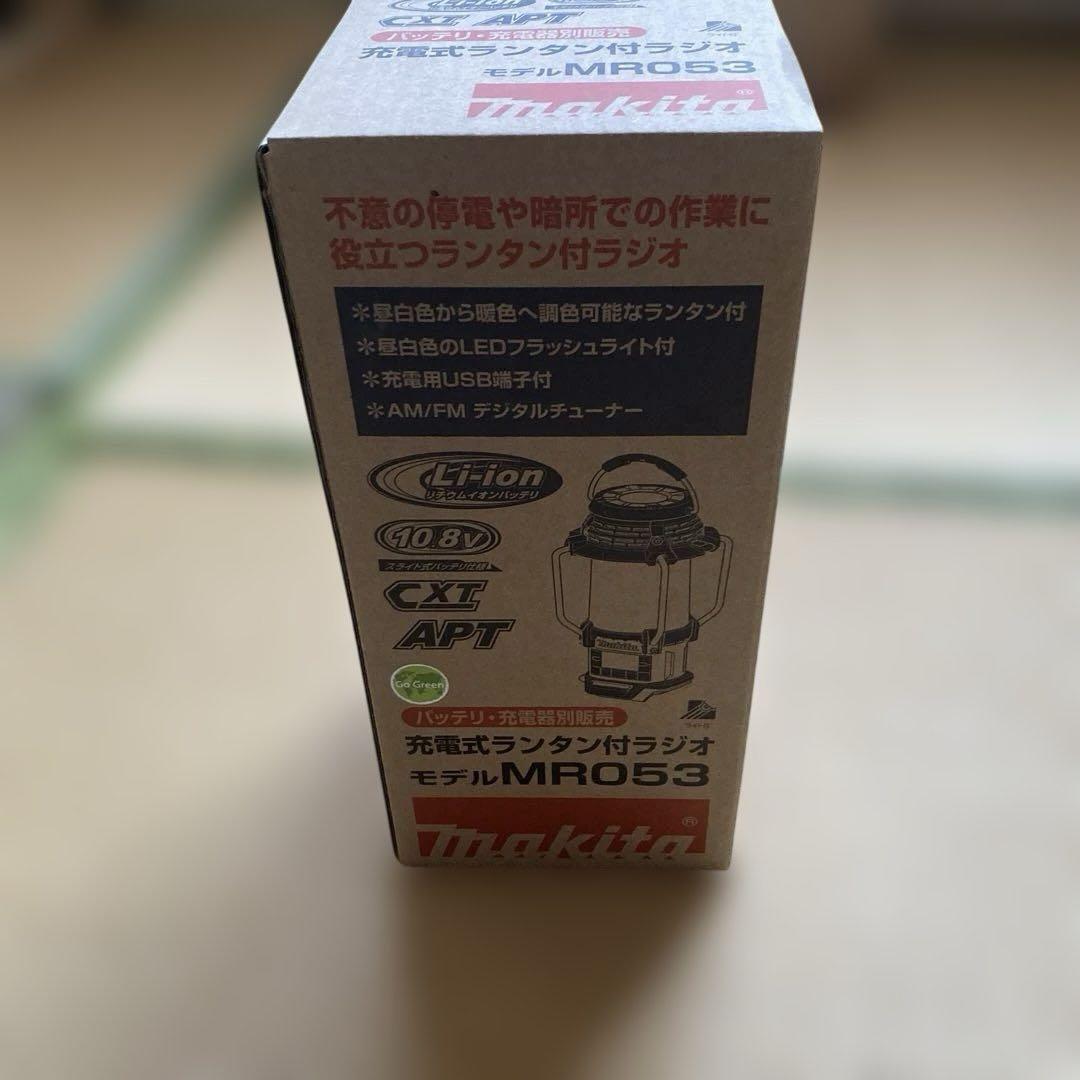 CXT APT
バッテリ・充電器別販売
充電式ランタン付ラジオ
モデルMR053
makita®
不意の停電や暗所での作業に
役立つランタン付ラジオ
＊昼白色から暖色へ調色可能なランタン付
＊昼白色のLEDフラッシュライト付
＊充電用USB端子付
＊AM/FM デジタルチューナー
Li-ion
リチウムイオンバッテリ
10.8V
スライド式バッテリ仕様
CXT
APT
makita
Go Green
バッテリ・充電器別販売
充電式ランタン付ラジオ
モデルMR053
makita®